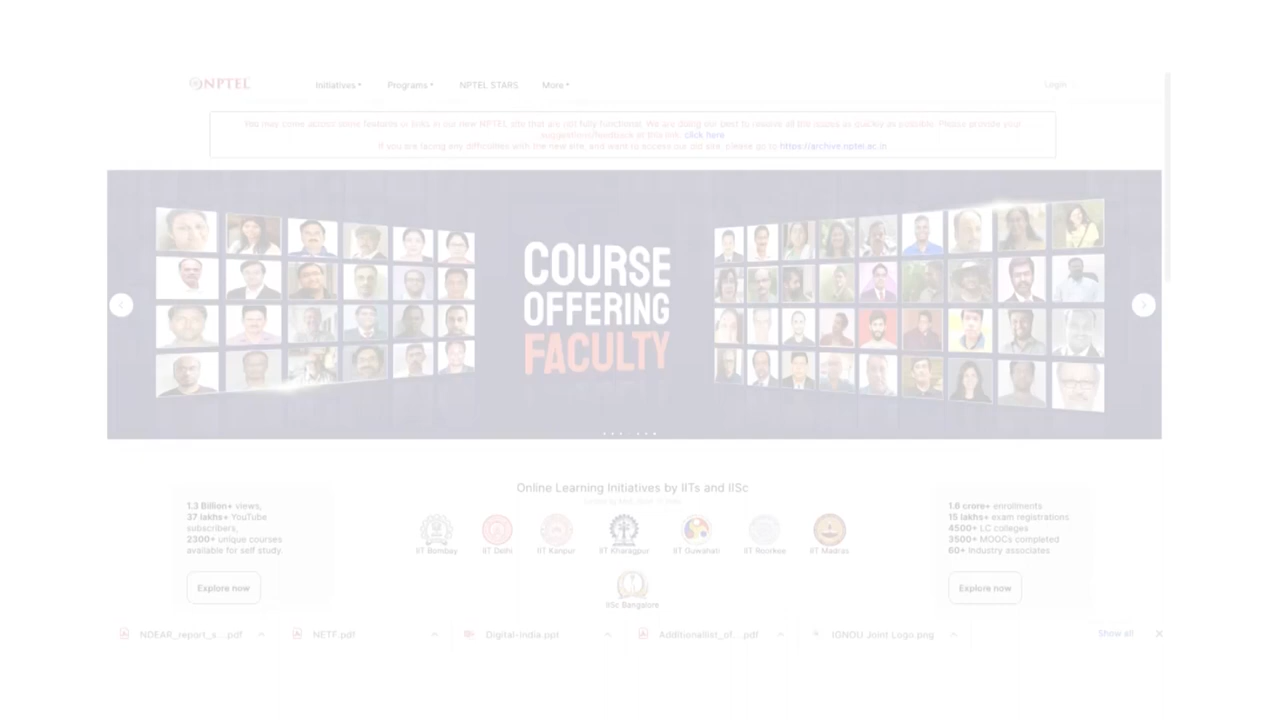 NPTEL
Initiatives Programs NPTEL STARS More Login
You may come across some features or links in our new NPTEL site that are not fully functional. We are doing our best to resolve all the issues as quickly as possible. Please provide your
suggestions/feedback of this site: click here
If you are facing any difficulties with the new site, and want to access our old site, please go to https://archive.nptel.ac.in
COURSE
OFFERING
FACULTY
Online Learning Initiatives by IITs and IISc
1.3 Billion+ views,
37 lakhs+ YouTube
subscribers,
2300+ unique courses
available for self study.
Explore now
IIT Bombay IIT Delhi IIT Kanpur IIT Kharagpur IIT Guwahati IIT Roorkee IIT Madras
IISc Bangalore
1.6 crore+ enrollments
15 lakhs+ exam registrations
4500+ LC colleges
3500+ MOOCs completed
60+ Industry associates
Explore now
NDEAR_report_s....pdf NETF.pdf Digital-India.ppt Additionallist_of....pdf IGNOU Joint Logo.png Show all